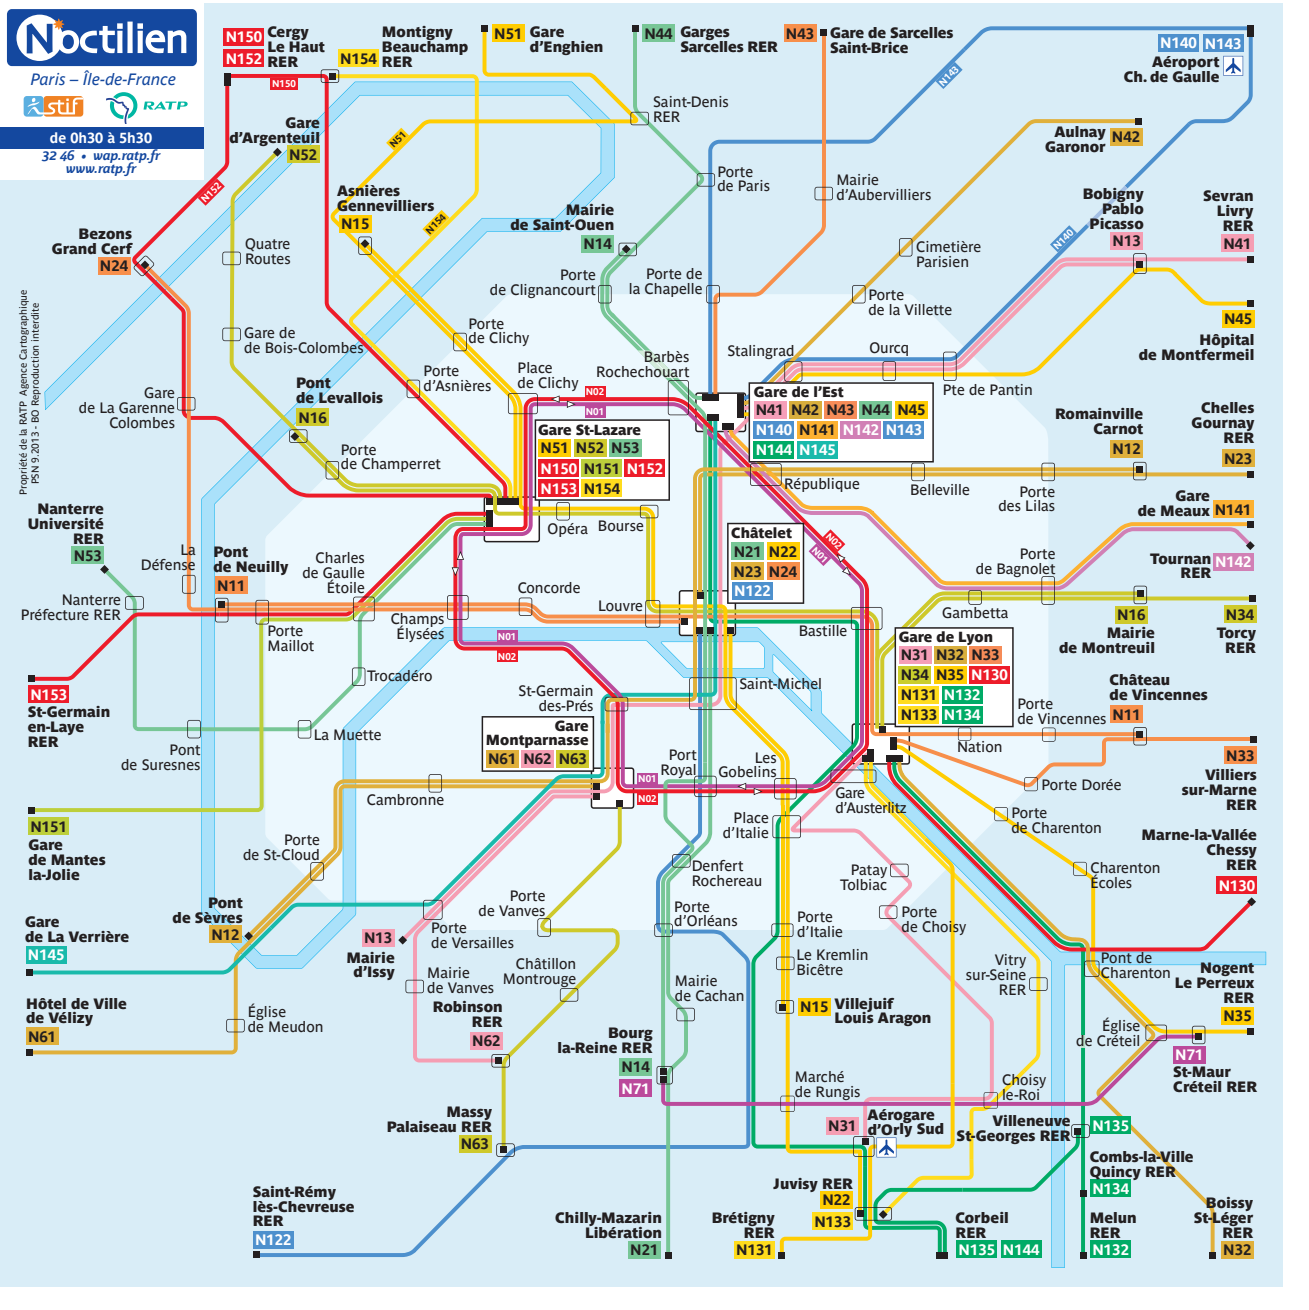 Noctilien
Paris – Île-de-France
stif
RATP
de 0h30 à 5h30
32 46 • wap.ratp.fr
www.ratp.fr
N150 Cergy
N152 Le Haut
RER
N150
N154 Montigny
Beauchamp
RER
N51 Gare
d'Enghien
N44 Garges
Sarcelles RER
N43 Gare de Sarcelles
Saint-Brice
N140 N143
Aéroport
Ch. de Gaulle
N143
Saint-Denis
RER
Gare
d'Argenteuil
N52
N51
N152
Aulnay
Garonor
N42
Porte
de Paris
Mairie
d'Aubervilliers
Asnières
Gennevilliers
N15
N154
Mairie
de Saint-Ouen
N14
Bobigny
Pablo
Picasso
N13
Sevran
Livry
RER
N41
N140
Bezons
Grand Cerf
N24
Quatre
Routes
Cimetière
Parisien
Porte
de Clignancourt
Porte de
la Chapelle
Porte
de la Villette
N45
Hôpital
de Montfermeil
Gare de
de Bois-Colombes
Porte
de Clichy
Barbès
Rochechouart
Stalingrad
Ourcq
Pte de Pantin
Propriété de la RATP Agence Cartographique
PSN 9.2013 - BO Reproduction interdite
Gare
de La Garenne
Colombes
Pont
de Levallois
N16
Porte
d'Asnières
Place
de Clichy
N02
N01
Gare de l'Est
N41 N42 N43 N44 N45
N140 N141 N142 N143
N144 N145
Romainville
Carnot
N12
Chelles
Gournay
RER
N23
Gare St-Lazare
N51 N52 N53
N150 N151 N152
N153 N154
Porte
de Champerret
République
Belleville
Porte
des Lilas
Nanterre
Université
RER
N53
Opéra
Bourse
Gare
de Meaux N141
Tournan
RER N142
Châtelet
N21 N22
N23 N24
N122
N02
N01
La
Défense
Pont
de Neuilly
N11
Charles
de Gaulle
Étoile
Porte
de Bagnolet
Nanterre
Préfecture RER
Porte
Maillot
Champs
Élysées
Concorde
Louvre
Bastille
Gambetta
N16
Mairie
de Montreuil
N34
Torcy
RER
N01
N02
Gare de Lyon
N31 N32 N33
N34 N35 N130
N131 N132
N133 N134
N153
St-Germain
en-Laye
RER
Trocadéro
St-Germain
des-Prés
Saint-Michel
Château
de Vincennes
N11
Porte
de Vincennes
Nation
Gare
Montparnasse
N61 N62 N63
Pont
de Suresnes
La Muette
N33
Villiers
sur-Marne
RER
Port
Royal
Les
Gobelins
N01
N02
Gare
d'Austerlitz
Porte Dorée
Cambronne
N151
Gare
de Mantes
la-Jolie
Place
d'Italie
Porte
de Charenton
Marne-la-Vallée
Chessy
RER
N130
Porte
de St-Cloud
Denfert
Rochereau
Patay
Tolbiac
Charenton
Écoles
Pont
de Sèvres
N12
Porte
de Vanves
Porte
d'Orléans
Porte
d'Italie
Porte
de Choisy
Gare
de La Verrière
N145
N13
Mairie
d'Issy
Porte
de Versailles
Le Kremlin
Bicêtre
Vitry
sur-Seine
RER
Pont de
Charenton
Nogent
Le Perreux
RER
N35
Mairie
de Vanves
Châtillon
Montrouge
Mairie
de Cachan
N15 Villejuif
Louis Aragon
Hôtel de Ville
de Vélizy
N61
Église
de Meudon
Robinson
RER
N62
Bourg
la-Reine RER
N14
N71
Église
de Créteil
N71
St-Maur
Créteil RER
Marché
de Rungis
Choisy
le-Roi
Massy
Palaiseau RER
N63
N31
Aérogare
d'Orly Sud
Villeneuve
St-Georges RER
N135
Combs-la-Ville
Quincy RER
N134
Saint-Rémy
lès-Chevreuse
RER
N122
Chilly-Mazarin
Libération
N21
Juvisy RER
N22
N133
Brétigny
RER
N131
Corbeil
RER
N135 N144
Melun
RER
N132
Boissy
St-Léger
RER
N32